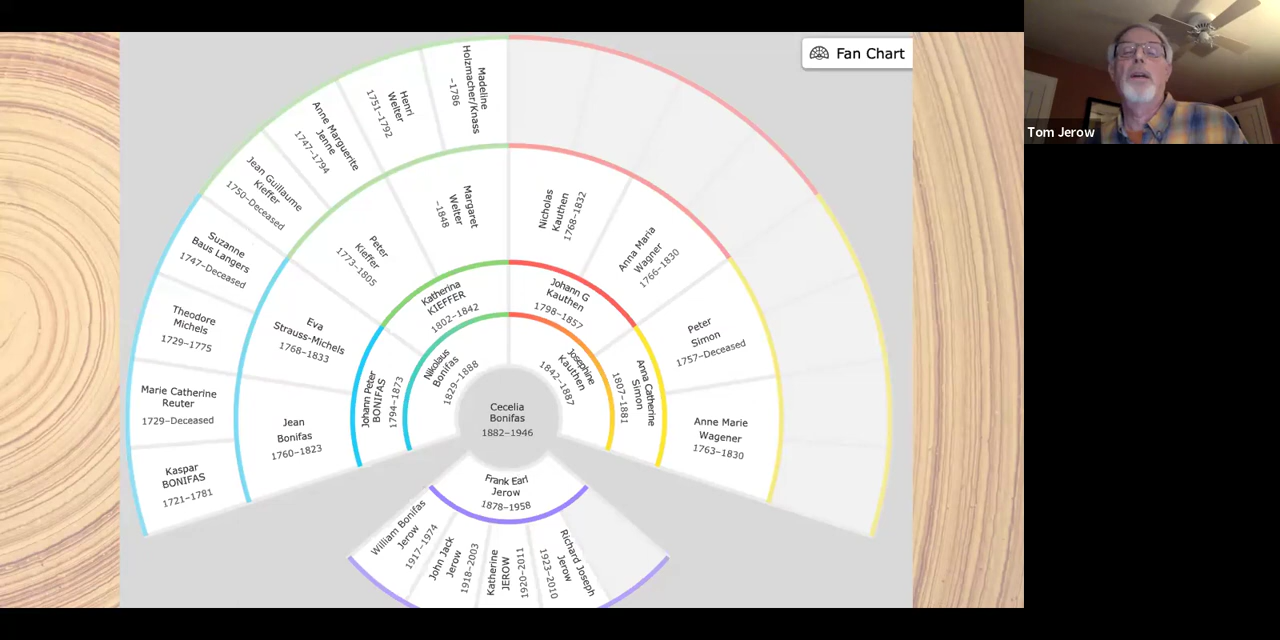 Fan Chart
Tom Jerow
Madeline
Holzmacher/Knass
–1786
Henri
Welter
1751–1792
Anne Marguerite
Jenne
1747–1794
Jean Guillaume
Kieffer
1750–Deceased
Suzanne
Baus Langers
1747–Deceased
Theodore
Michels
1729–1775
Marie Catherine
Reuter
1729–Deceased
Kaspar
BONIFAS
1721–1781
Margaret
Welter
–1848
Peter
Kieffer
1773–1805
Eva
Strauss-Michels
1768–1833
Jean
Bonifas
1760–1823
Nicholas
Kauthen
1768–1832
Anna Maria
Wagner
1766–1830
Peter
Simon
1757–Deceased
Anne Marie
Wagener
1763–1830
Katherina
KIEFFER
1802–1842
Johann Peter
BONIFAS
1794–1873
Johann G
Kauthen
1798–1857
Anna Catherine
Simon
1807–1881
Nikolaus
Bonifas
1829–1888
Josephine
Kauthen
1842–1887
Cecelia
Bonifas
1882–1946
Frank Earl
Jerow
1878–1958
William Bonifas
Jerow
1917–1974
John Jack
Jerow
1918–2003
Katherine
JEROW
1920–2011
Richard Joseph
Jerow
1923–2010